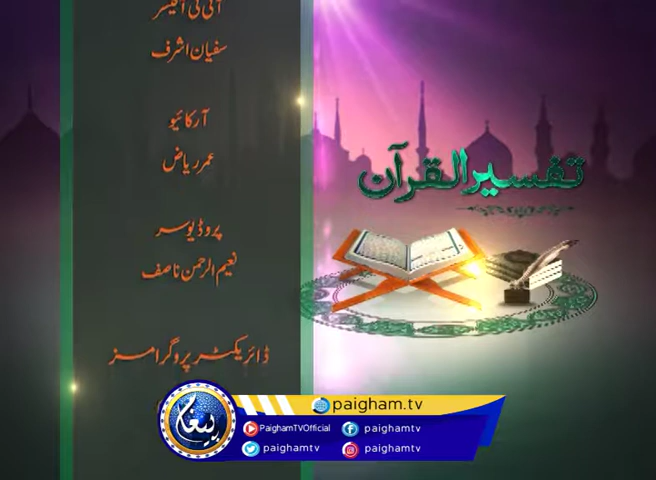 آئی ٹی آفیسر
سفیان اشرف
آرکائیو
عمر ریاض
پروڈیوسر
نعیم الرحمن ناصف
ڈائریکٹر پروگرامز
تفسیر القرآن
پیغام
paigham.tv
PaighamTVOfficial
paighamtv
paighamtv
paighamtv